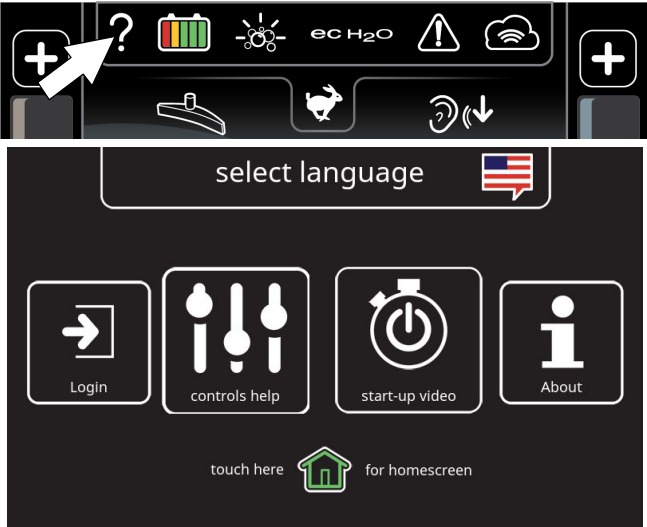 ?
ec H2O
select language
Login
controls help
start-up video
About
touch here
for homescreen